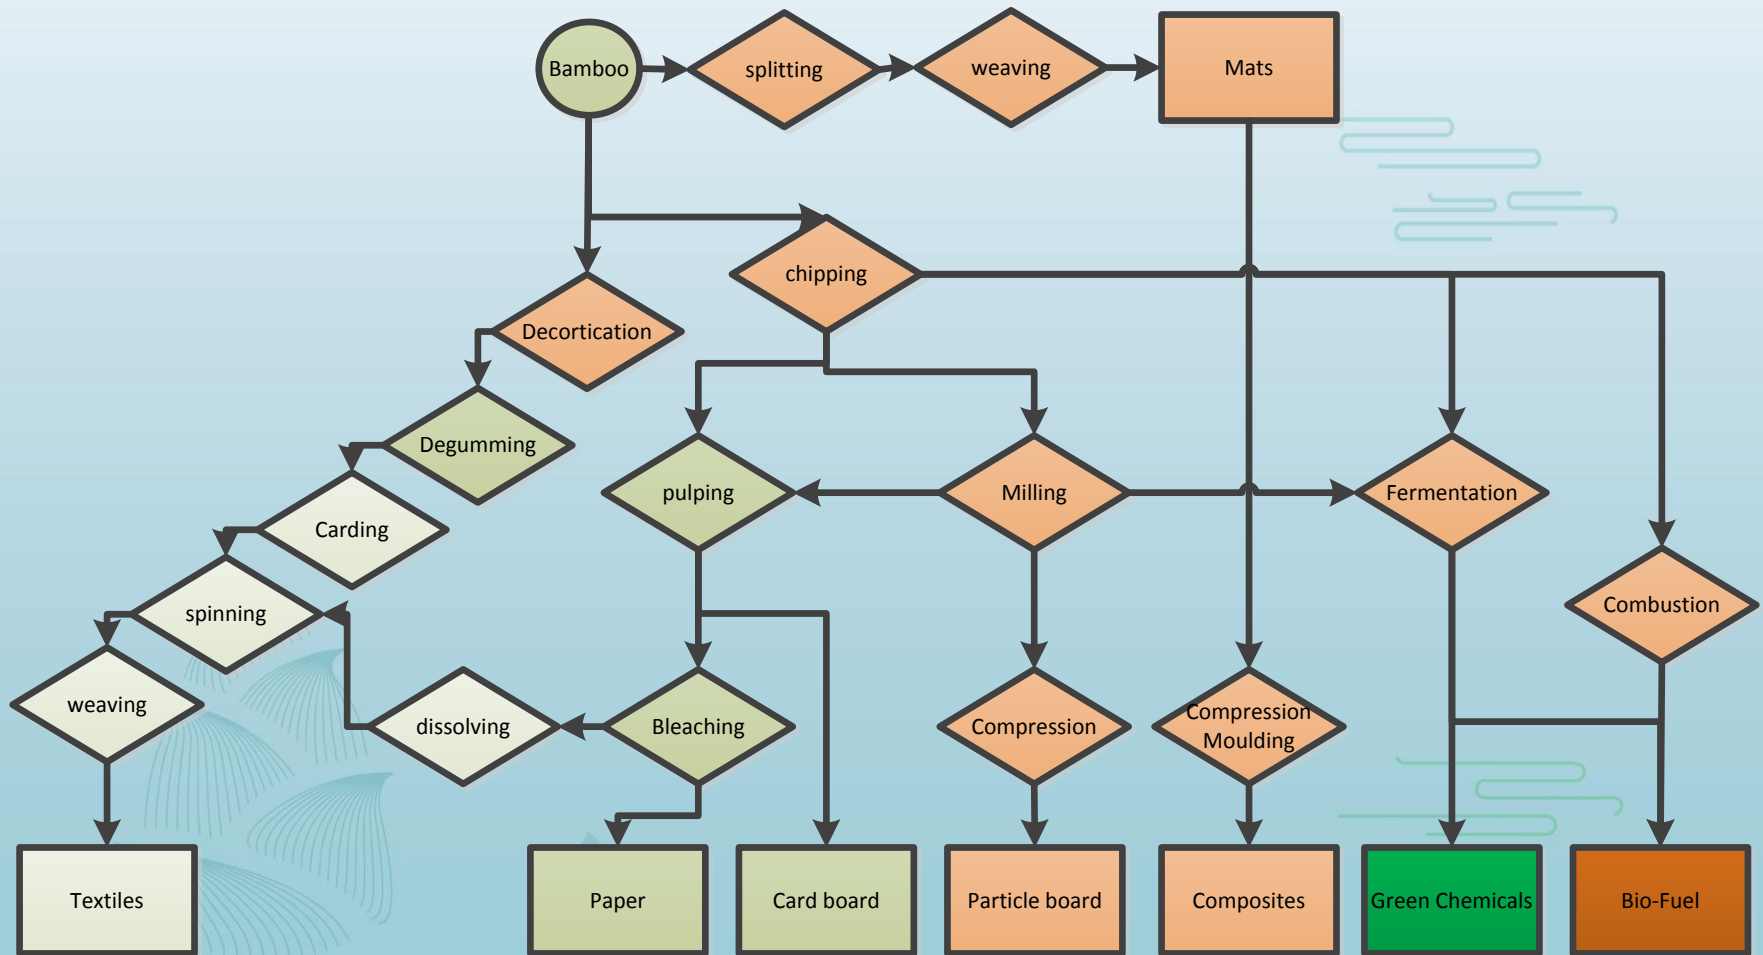 Bamboo
splitting
weaving
Mats
chipping
Decortication
Degumming
pulping
Milling
Fermentation
Carding
spinning
Combustion
weaving
dissolving
Bleaching
Compression
Compression
Moulding
Textiles
Paper
Card board
Particle board
Composites
Green Chemicals
Bio-Fuel